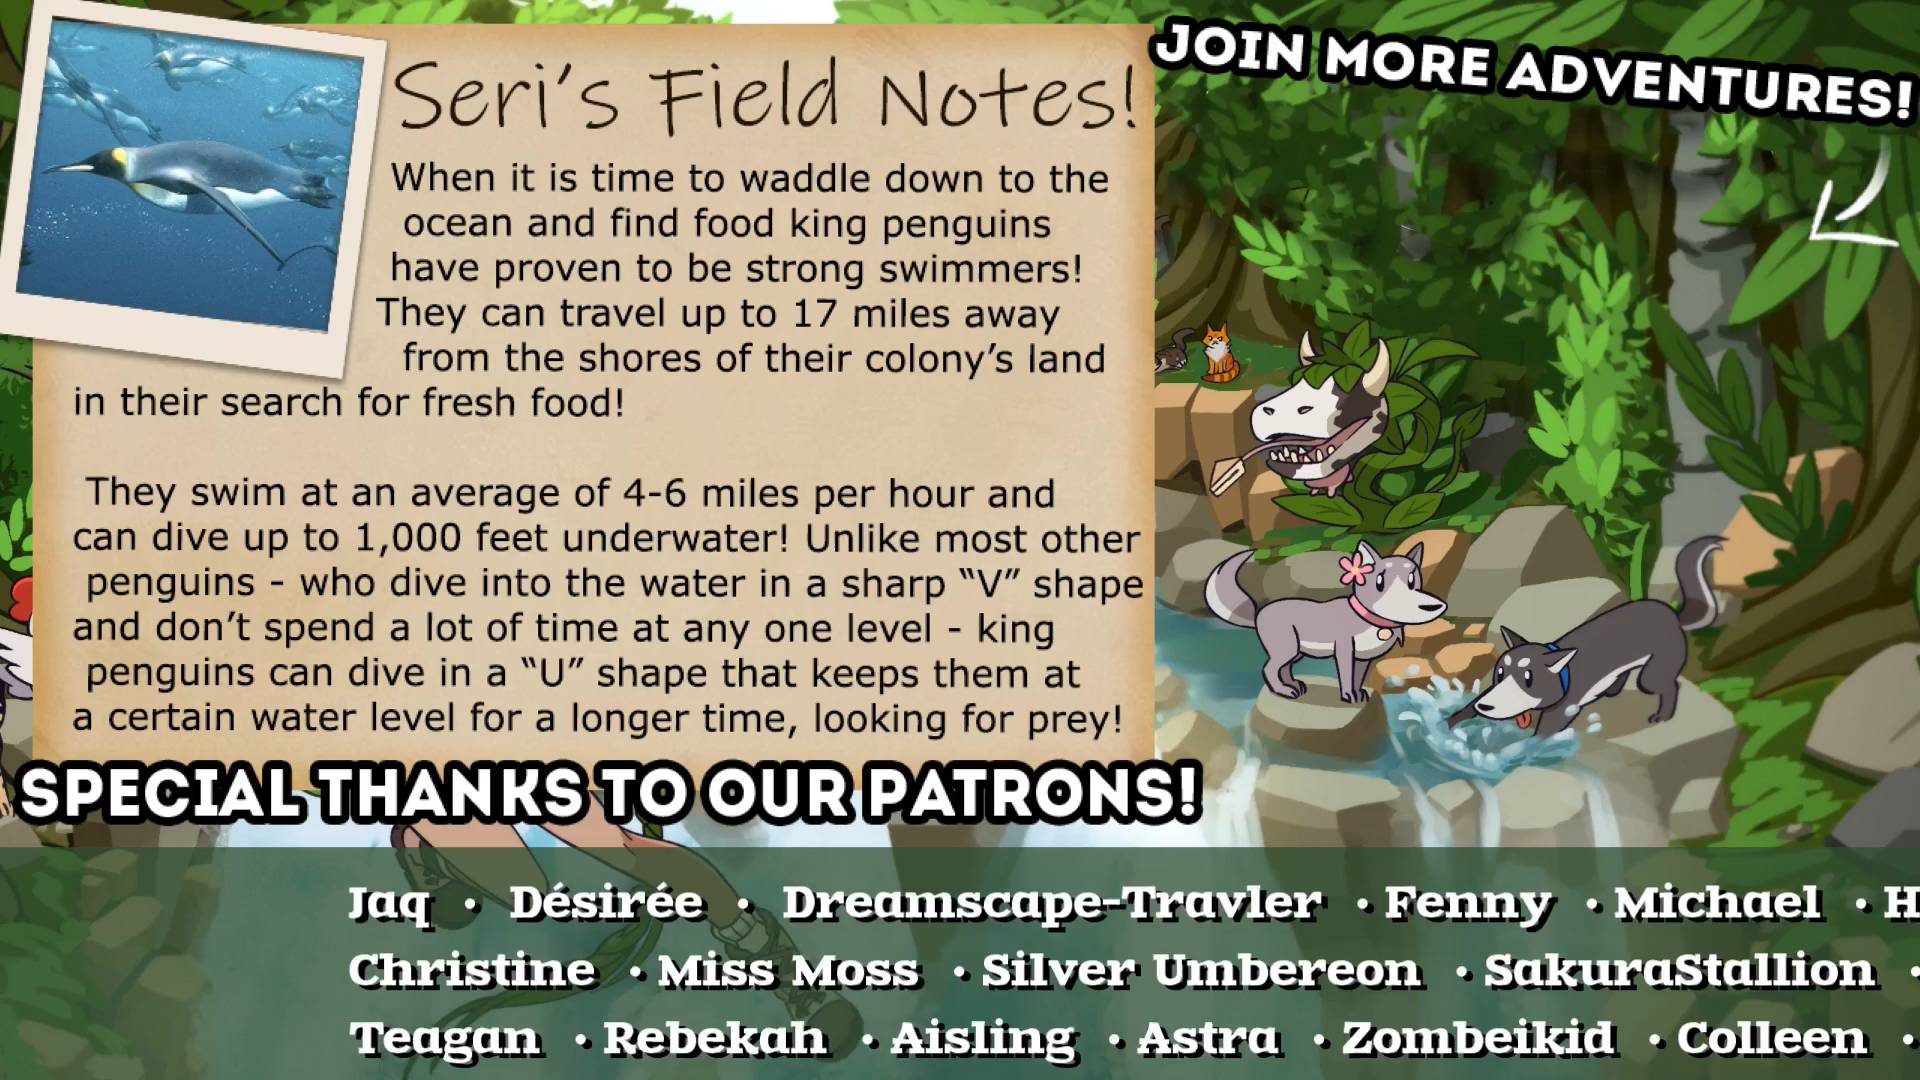 Seri's Field Notes!
JOIN MORE ADVENTURES!
When it is time to waddle down to the
ocean and find food king penguins
have proven to be strong swimmers!
They can travel up to 17 miles away
from the shores of their colony's land
in their search for fresh food!
They swim at an average of 4-6 miles per hour and
can dive up to 1,000 feet underwater! Unlike most other
penguins - who dive into the water in a sharp “V” shape
and don't spend a lot of time at any one level - king
penguins can dive in a “U” shape that keeps them at
a certain water level for a longer time, looking for prey!
SPECIAL THANKS TO OUR PATRONS!
Jaq • Désirée • Dreamscape-Travler • Fenny • Michael •
Christine • Miss Moss • Silver Umbereon • SakuraStallion •
Teagan • Rebekah • Aisling • Astra • Zombeikid • Colleen •